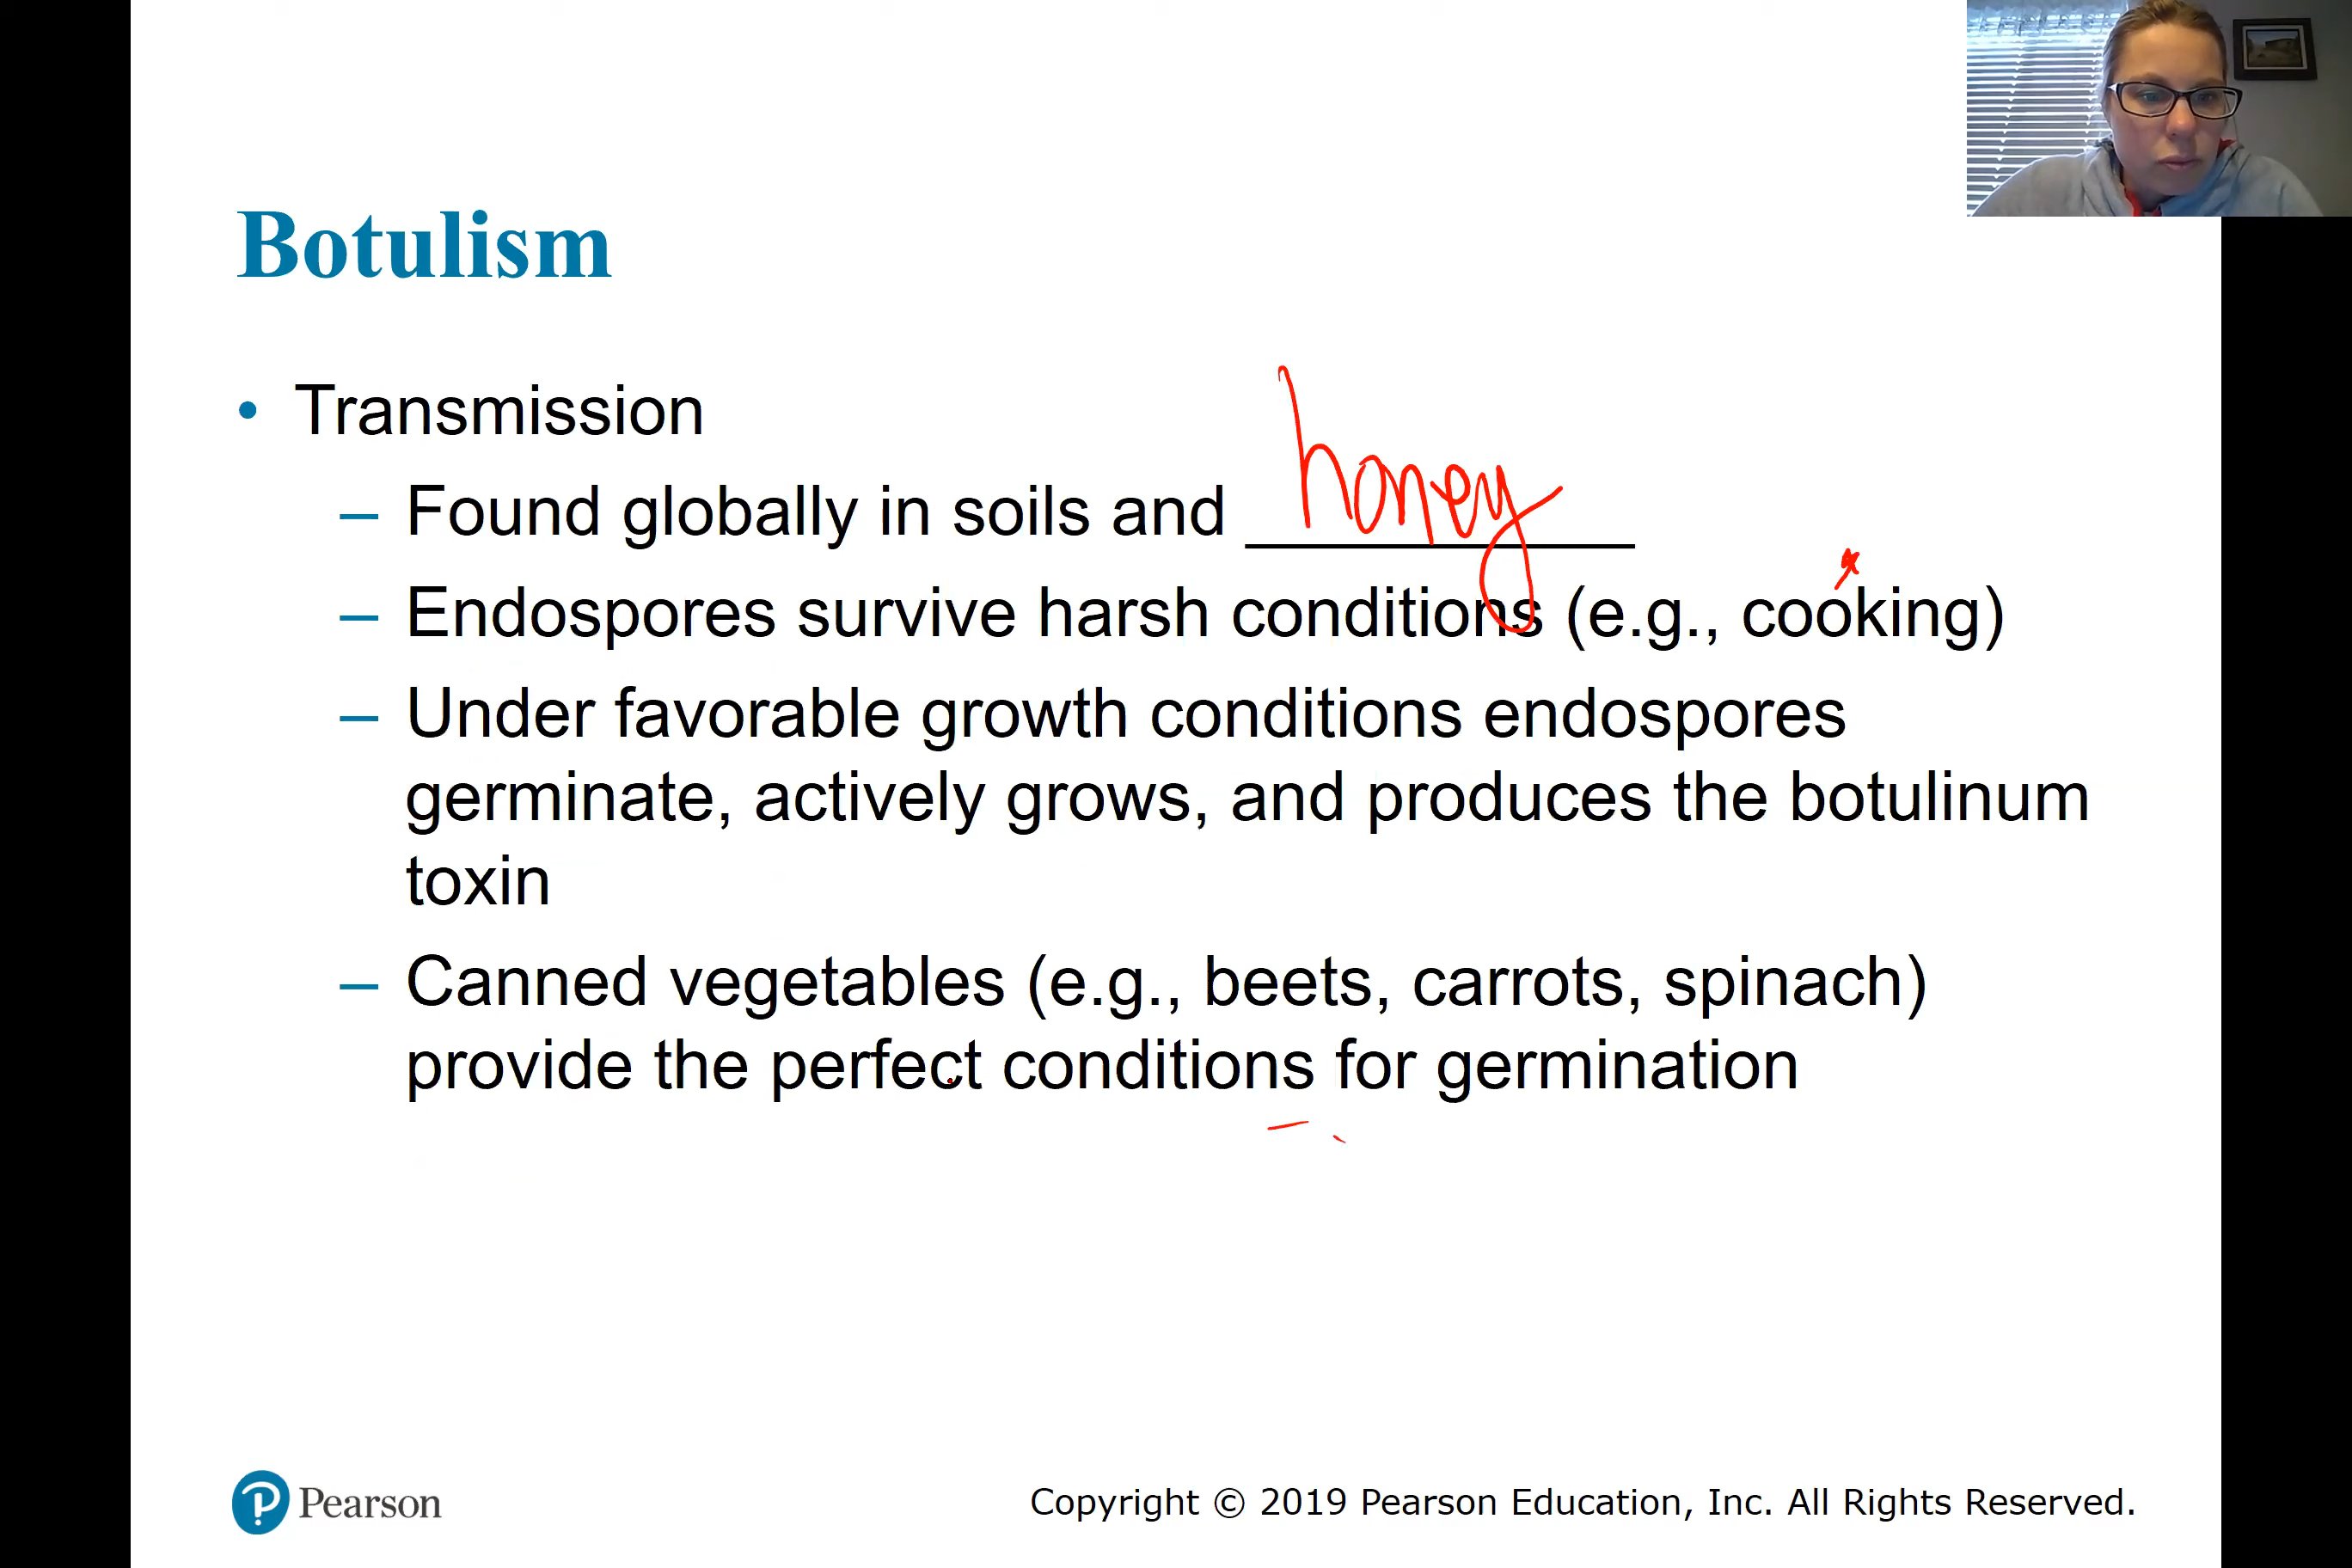 Botulism
• Transmission
– Found globally in soils and honey
– Endospores survive harsh conditions (e.g., cooking)
– Under favorable growth conditions endospores
germinate, actively grows, and produces the botulinum
toxin
– Canned vegetables (e.g., beets, carrots, spinach)
provide the perfect conditions for germination
Pearson
Copyright © 2019 Pearson Education, Inc. All Rights Reserved.